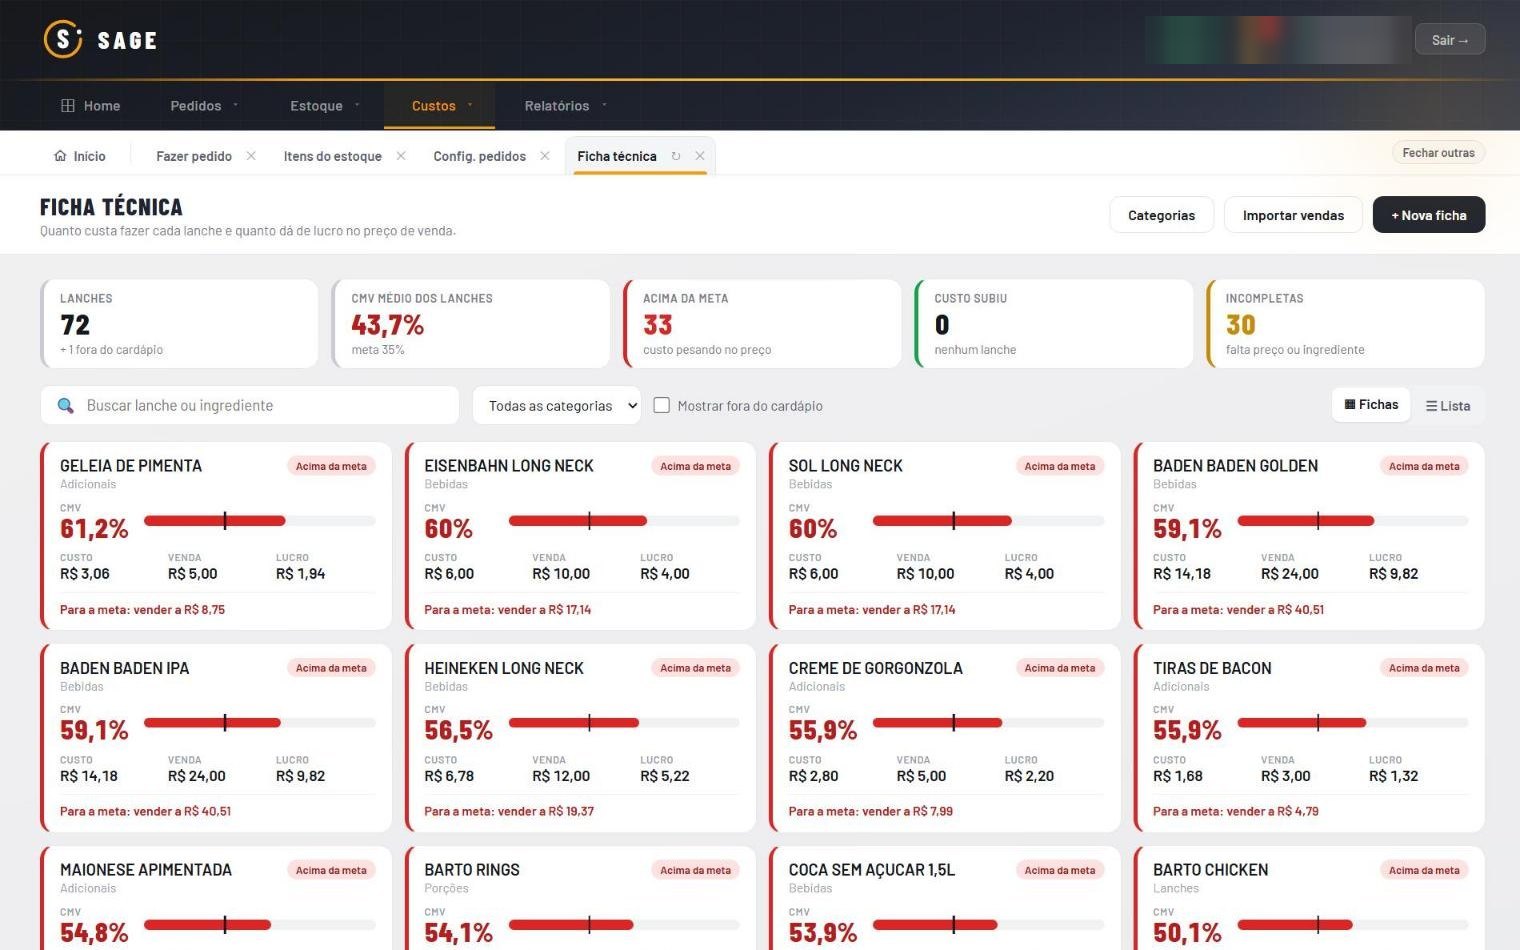 S SAGE
Sair →
Home Pedidos Estoque Custos Relatórios
Início Fazer pedido × Itens do estoque × Config. pedidos × Ficha técnica ↻ × Fechar outras
FICHA TÉCNICA
Quanto custa fazer cada lanche e quanto dá de lucro no preço de venda.
Categorias Importar vendas + Nova ficha
LANCHES
72
+ 1 fora do cardápio
CMV MÉDIO DOS LANCHES
43,7%
meta 35%
ACIMA DA META
33
custo pesando no preço
CUSTO SUBIU
0
nenhum lanche
INCOMPLETAS
30
falta preço ou ingrediente
Buscar lanche ou ingrediente Todas as categorias Mostrar fora do cardápio Fichas Lista
GELEIA DE PIMENTA Acima da meta
Adicionais
CMV
61,2%
CUSTO VENDA LUCRO
R$ 3,06 R$ 5,00 R$ 1,94
Para a meta: vender a R$ 8,75
EISENBAHN LONG NECK Acima da meta
Bebidas
CMV
60%
CUSTO VENDA LUCRO
R$ 6,00 R$ 10,00 R$ 4,00
Para a meta: vender a R$ 17,14
SOL LONG NECK Acima da meta
Bebidas
CMV
60%
CUSTO VENDA LUCRO
R$ 6,00 R$ 10,00 R$ 4,00
Para a meta: vender a R$ 17,14
BADEN BADEN GOLDEN Acima da meta
Bebidas
CMV
59,1%
CUSTO VENDA LUCRO
R$ 14,18 R$ 24,00 R$ 9,82
Para a meta: vender a R$ 40,51
BADEN BADEN IPA Acima da meta
Bebidas
CMV
59,1%
CUSTO VENDA LUCRO
R$ 14,18 R$ 24,00 R$ 9,82
Para a meta: vender a R$ 40,51
HEINEKEN LONG NECK Acima da meta
Bebidas
CMV
56,5%
CUSTO VENDA LUCRO
R$ 6,78 R$ 12,00 R$ 5,22
Para a meta: vender a R$ 19,37
CREME DE GORGONZOLA Acima da meta
Adicionais
CMV
55,9%
CUSTO VENDA LUCRO
R$ 2,80 R$ 5,00 R$ 2,20
Para a meta: vender a R$ 7,99
TIRAS DE BACON Acima da meta
Adicionais
CMV
55,9%
CUSTO VENDA LUCRO
R$ 1,68 R$ 3,00 R$ 1,32
Para a meta: vender a R$ 4,79
MAIONESE APIMENTADA Acima da meta
Adicionais
CMV
54,8%
BARTO RINGS Acima da meta
Porções
CMV
54,1%
COCA SEM AÇUCAR 1,5L Acima da meta
Bebidas
CMV
53,9%
BARTO CHICKEN Acima da meta
Lanches
CMV
50,1%